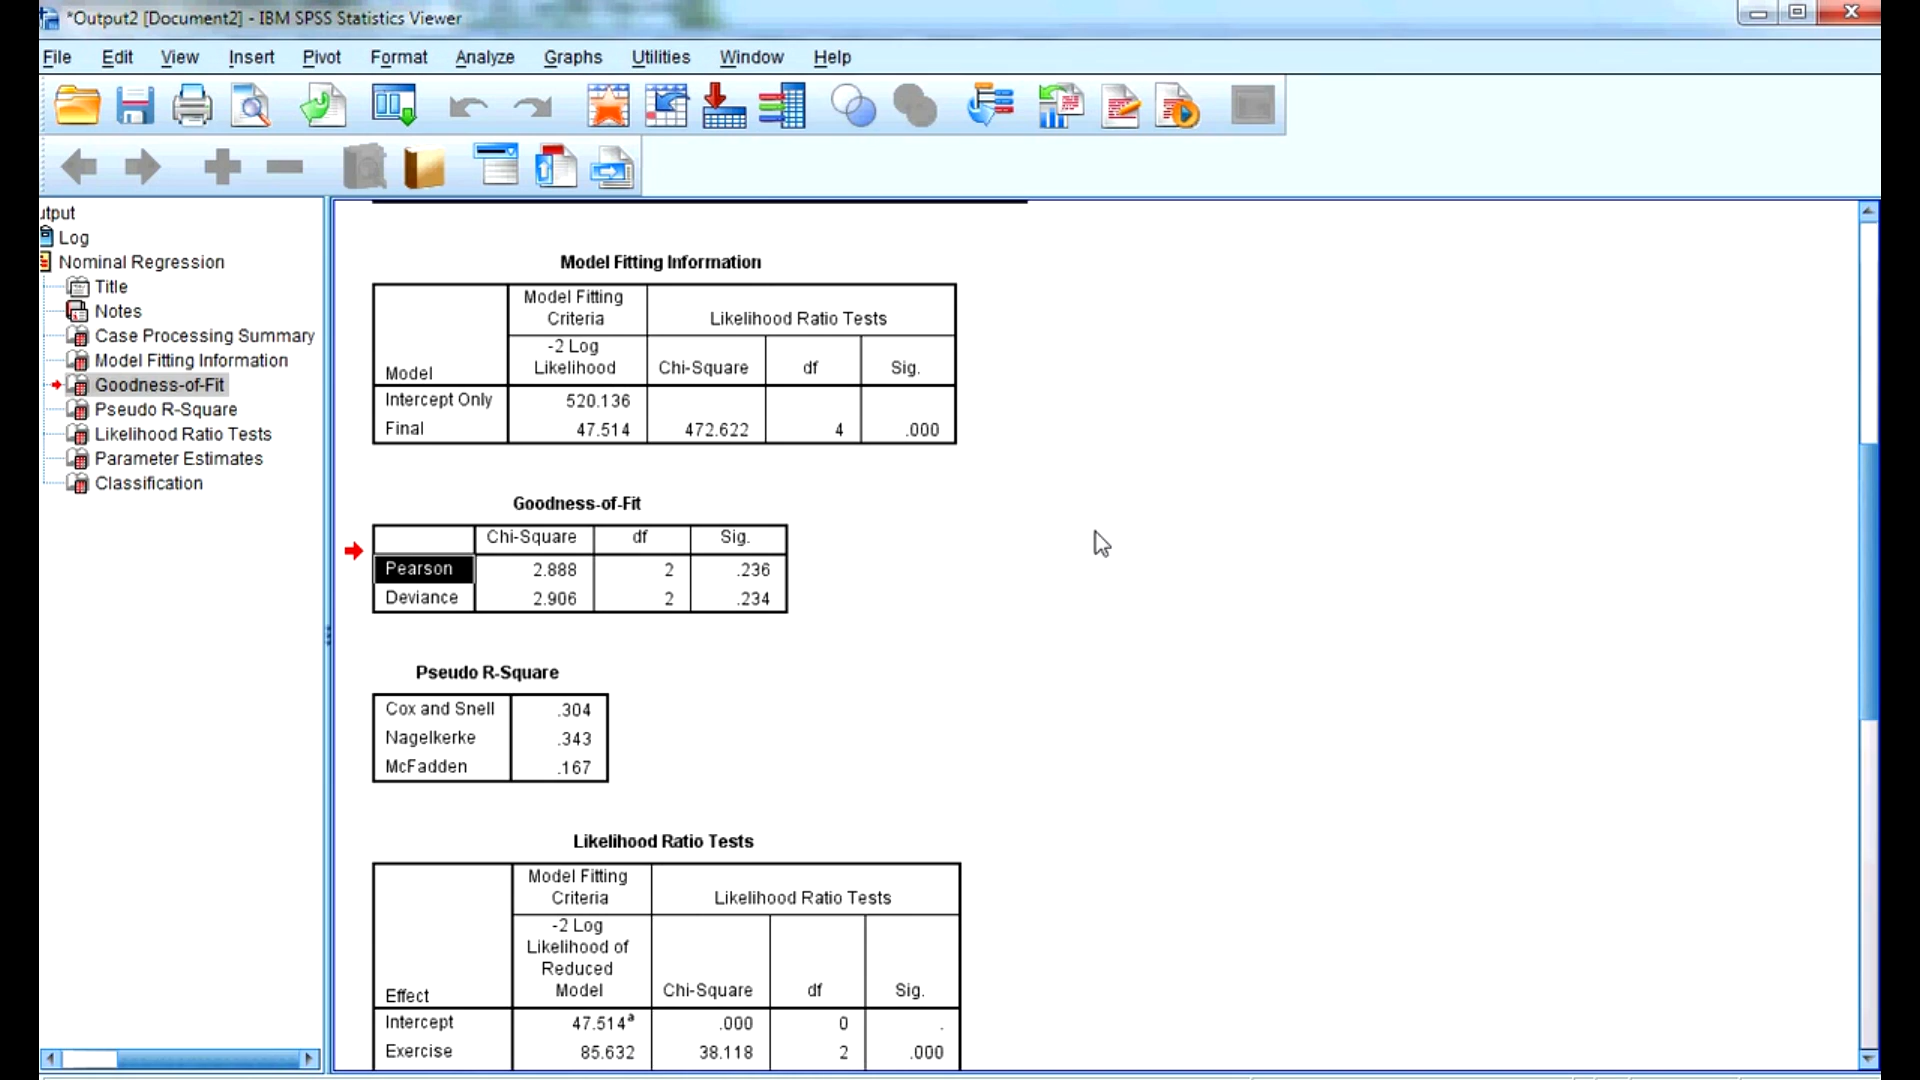 *Output2 [Document2] - IBM SPSS Statistics Viewer
File Edit View Insert Pivot Format Analyze Graphs Utilities Window Help
utput
Log
Nominal Regression
Title
Notes
Case Processing Summary
Model Fitting Information
Goodness-of-Fit
Pseudo R-Square
Likelihood Ratio Tests
Parameter Estimates
Classification
Model Fitting Information
Model Fitting
Criteria
Likelihood Ratio Tests
-2 Log
Model Likelihood Chi-Square df Sig.
Intercept Only 520.136
Final 47.514 472.622 4 .000
Goodness-of-Fit
Chi-Square df Sig.
Pearson 2.888 2 .236
Deviance 2.906 2 .234
Pseudo R-Square
Cox and Snell .304
Nagelkerke .343
McFadden .167
Likelihood Ratio Tests
Model Fitting
Criteria
Likelihood Ratio Tests
-2 Log
Likelihood of
Reduced
Effect Model Chi-Square df Sig.
Intercept 47.514ª .000 0 .
Exercise 85.632 38.118 2 .000